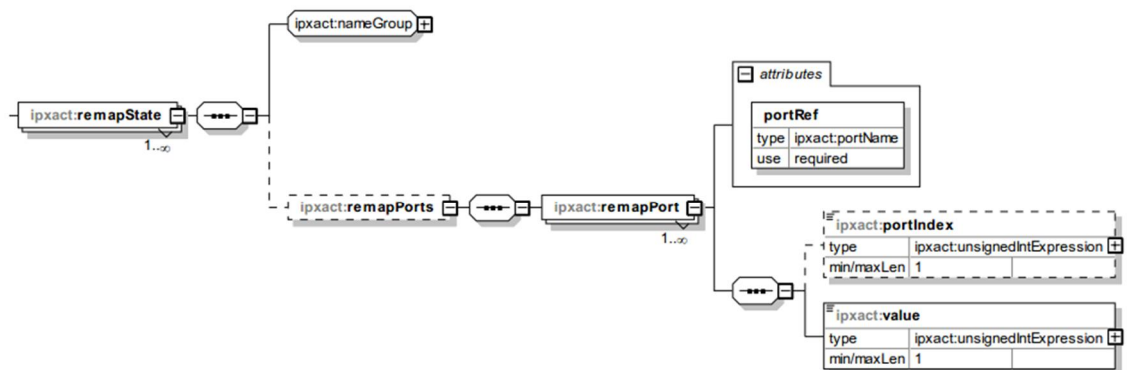 ipxact:nameGroup
attributes
ipxact:remapState
1..∞
portRef
type ipxact:portName
use required
ipxact:remapPorts
ipxact:remapPort
1..∞
ipxact:portIndex
type ipxact:unsignedIntExpression
min/maxLen 1
ipxact:value
type ipxact:unsignedIntExpression
min/maxLen 1